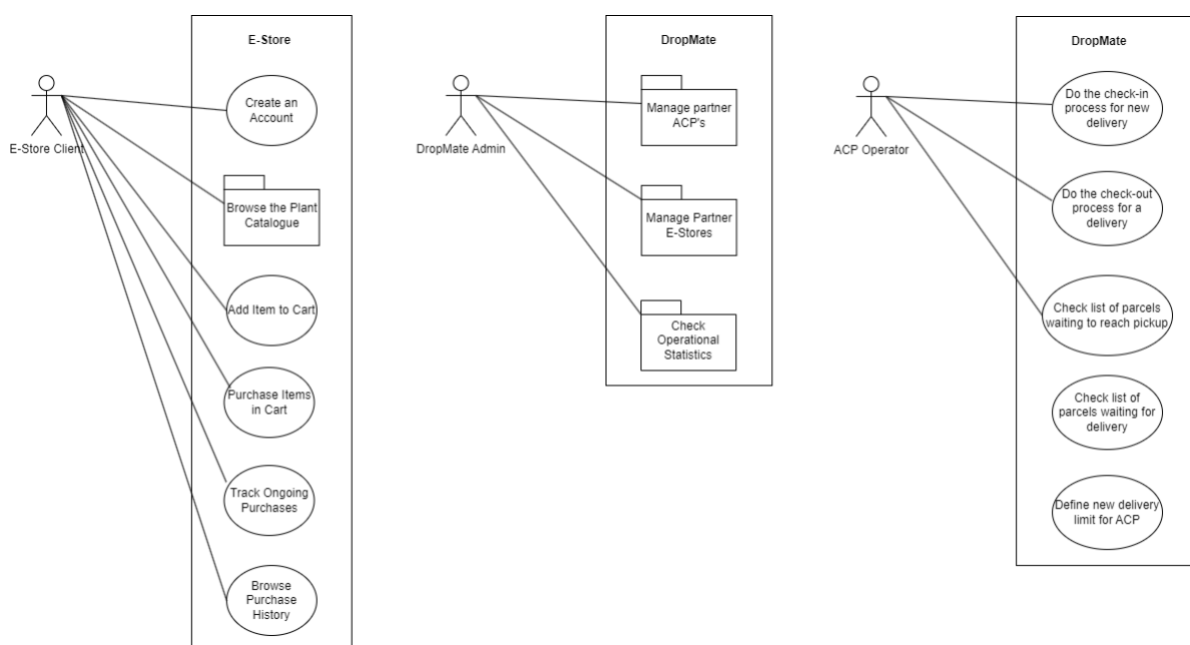 E-Store
E-Store Client
Create an
Account
Browse the Plant
Catalogue
Add Item to Cart
Purchase Items
in Cart
Track Ongoing
Purchases
Browse
Purchase
History
DropMate
DropMate Admin
Manage partner
ACP's
Manage Partner
E-Stores
Check
Operational
Statistics
DropMate
ACP Operator
Do the check-in
process for new
delivery
Do the check-out
process for a
delivery
Check list of parcels
waiting to reach pickup
Check list of
parcels waiting for
delivery
Define new delivery
limit for ACP